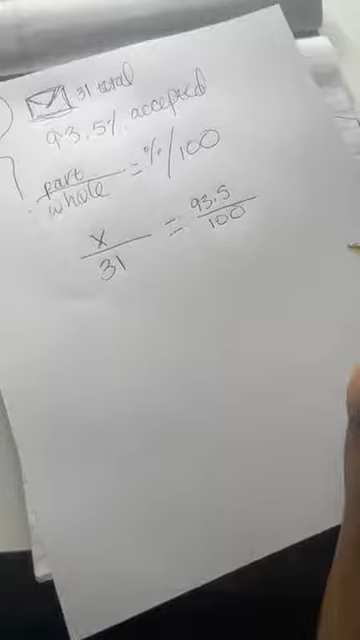 31 total
93.5% accepted
part/whole = %/100
x/31 = 93.5/100